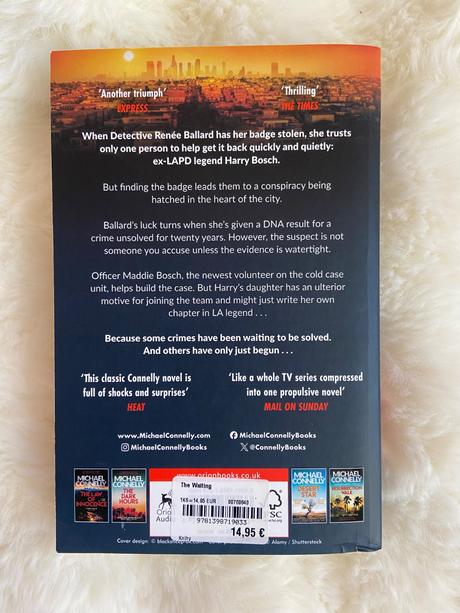 'Another triumph'
EXPRESS
'Thrilling'
THE TIMES
When Detective Renée Ballard has her badge stolen, she trusts
only one person to help get it back quickly and quietly:
ex-LAPD legend Harry Bosch.
But finding the badge leads them to a conspiracy being
hatched in the heart of the city.
Ballard's luck turns when she's given a DNA result for a
crime unsolved for twenty years. However, the suspect is not
someone you accuse unless the evidence is watertight.
Officer Maddie Bosch, the newest volunteer on the cold case
unit, helps build the case. But Harry's daughter has an ulterior
motive for joining the team and might just write her own
chapter in LA legend . . .
Because some crimes have been waiting to be solved.
And others have only just begun . . .
'This classic Connelly novel is
full of shocks and surprises'
HEAT
'Like a whole TV series compressed
into one propulsive novel'
MAIL ON SUNDAY
www.MichaelConnelly.com
MichaelConnellyBooks
MichaelConnellyBooks
@ConnellyBooks
MICHAEL
CONNELLY
THE LAW
OF
INNOCENCE
MICHAEL
CONNELLY
THE
DARK
HOURS
www.orionbooks.co.uk
The Waiting
1KS= 14,95 EUR
9781398719033
14,95 €
Knihy
FSC
MICHAEL
CONNELLY
DESERT
STAR
MICHAEL
CONNELLY
RESURRECTION
WALK
Cover design: ©
Alamy / Shutterstock